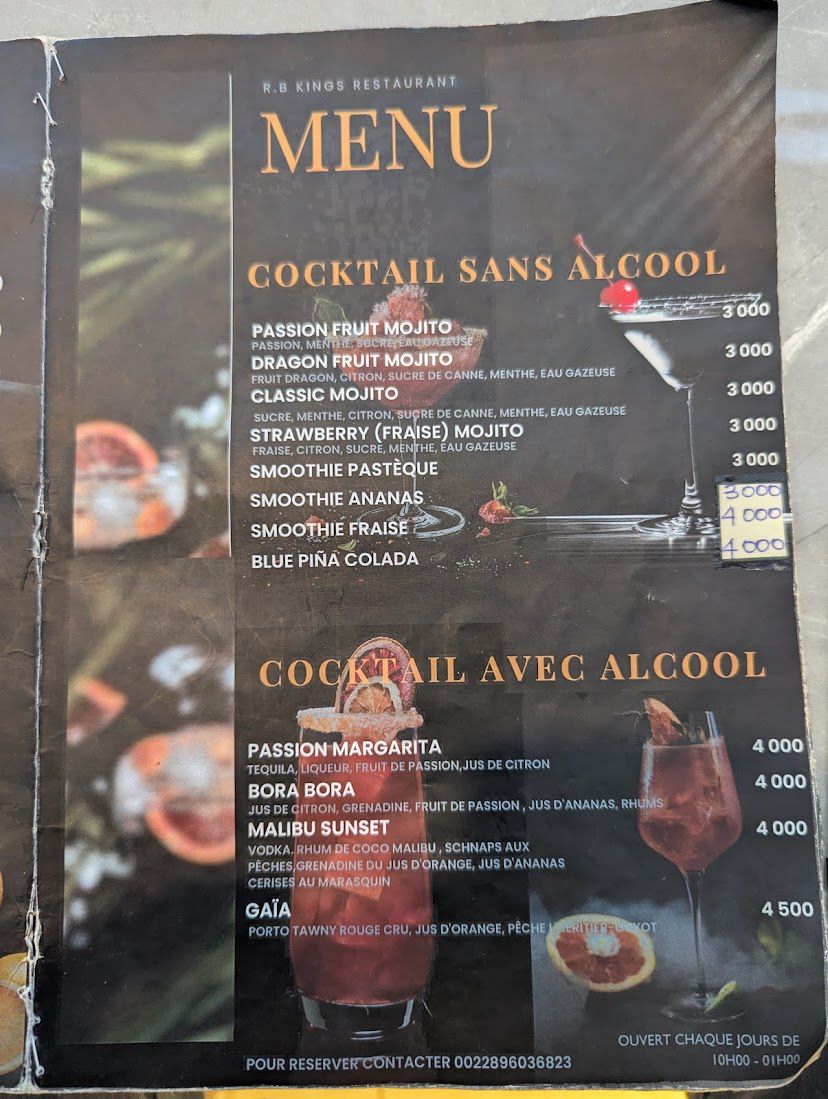 R.B KINGS RESTAURANT
MENU
COCKTAIL SANS ALCOOL
PASSION FRUIT MOJITO 3 000
PASSION, MENTHE, SUCRE, EAU GAZEUSE
DRAGON FRUIT MOJITO 3 000
FRUIT DRAGON, CITRON, SUCRE DE CANNE, MENTHE, EAU GAZEUSE
CLASSIC MOJITO 3 000
SUCRE, MENTHE, CITRON, SUCRE DE CANNE, MENTHE, EAU GAZEUSE
STRAWBERRY (FRAISE) MOJITO 3 000
FRAISE, CITRON, SUCRE, MENTHE, EAU GAZEUSE
SMOOTHIE PASTÈQUE 3 000
SMOOTHIE ANANAS 3000
SMOOTHIE FRAISE 4 000
BLUE PIÑA COLADA 4 000
COCKTAIL AVEC ALCOOL
PASSION MARGARITA 4 000
TEQUILA, LIQUEUR, FRUIT DE PASSION,JUS DE CITRON
BORA BORA 4 000
JUS DE CITRON, GRENADINE, FRUIT DE PASSION , JUS D'ANANAS, RHUMS
MALIBU SUNSET 4 000
VODKA. RHUM DE COCO MALIBU , SCHNAPS AUX
PÊCHES,GRENADINE DU JUS D'ORANGE, JUS D'ANANAS
CERISES AU MARASQUIN
GAÏA 4 500
PORTO TAWNY ROUGE CRU, JUS D'ORANGE, PÊCHE HERITIER-GUYOT
OUVERT CHAQUE JOURS DE
10H00 - 01H00
POUR RESERVER CONTACTER 0022896036823